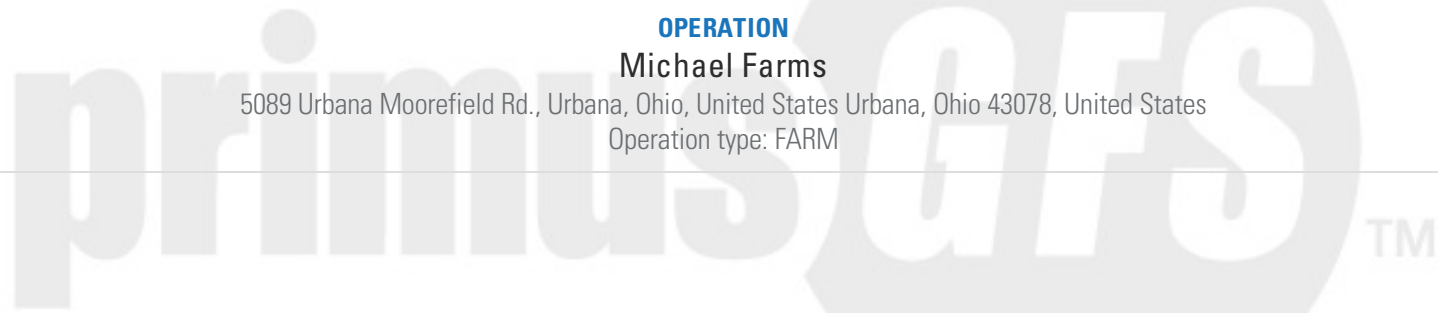 OPERATION
Michael Farms
5089 Urbana Moorefield Rd., Urbana, Ohio, United States Urbana, Ohio 43078, United States
Operation type: FARM
primusGFS TM